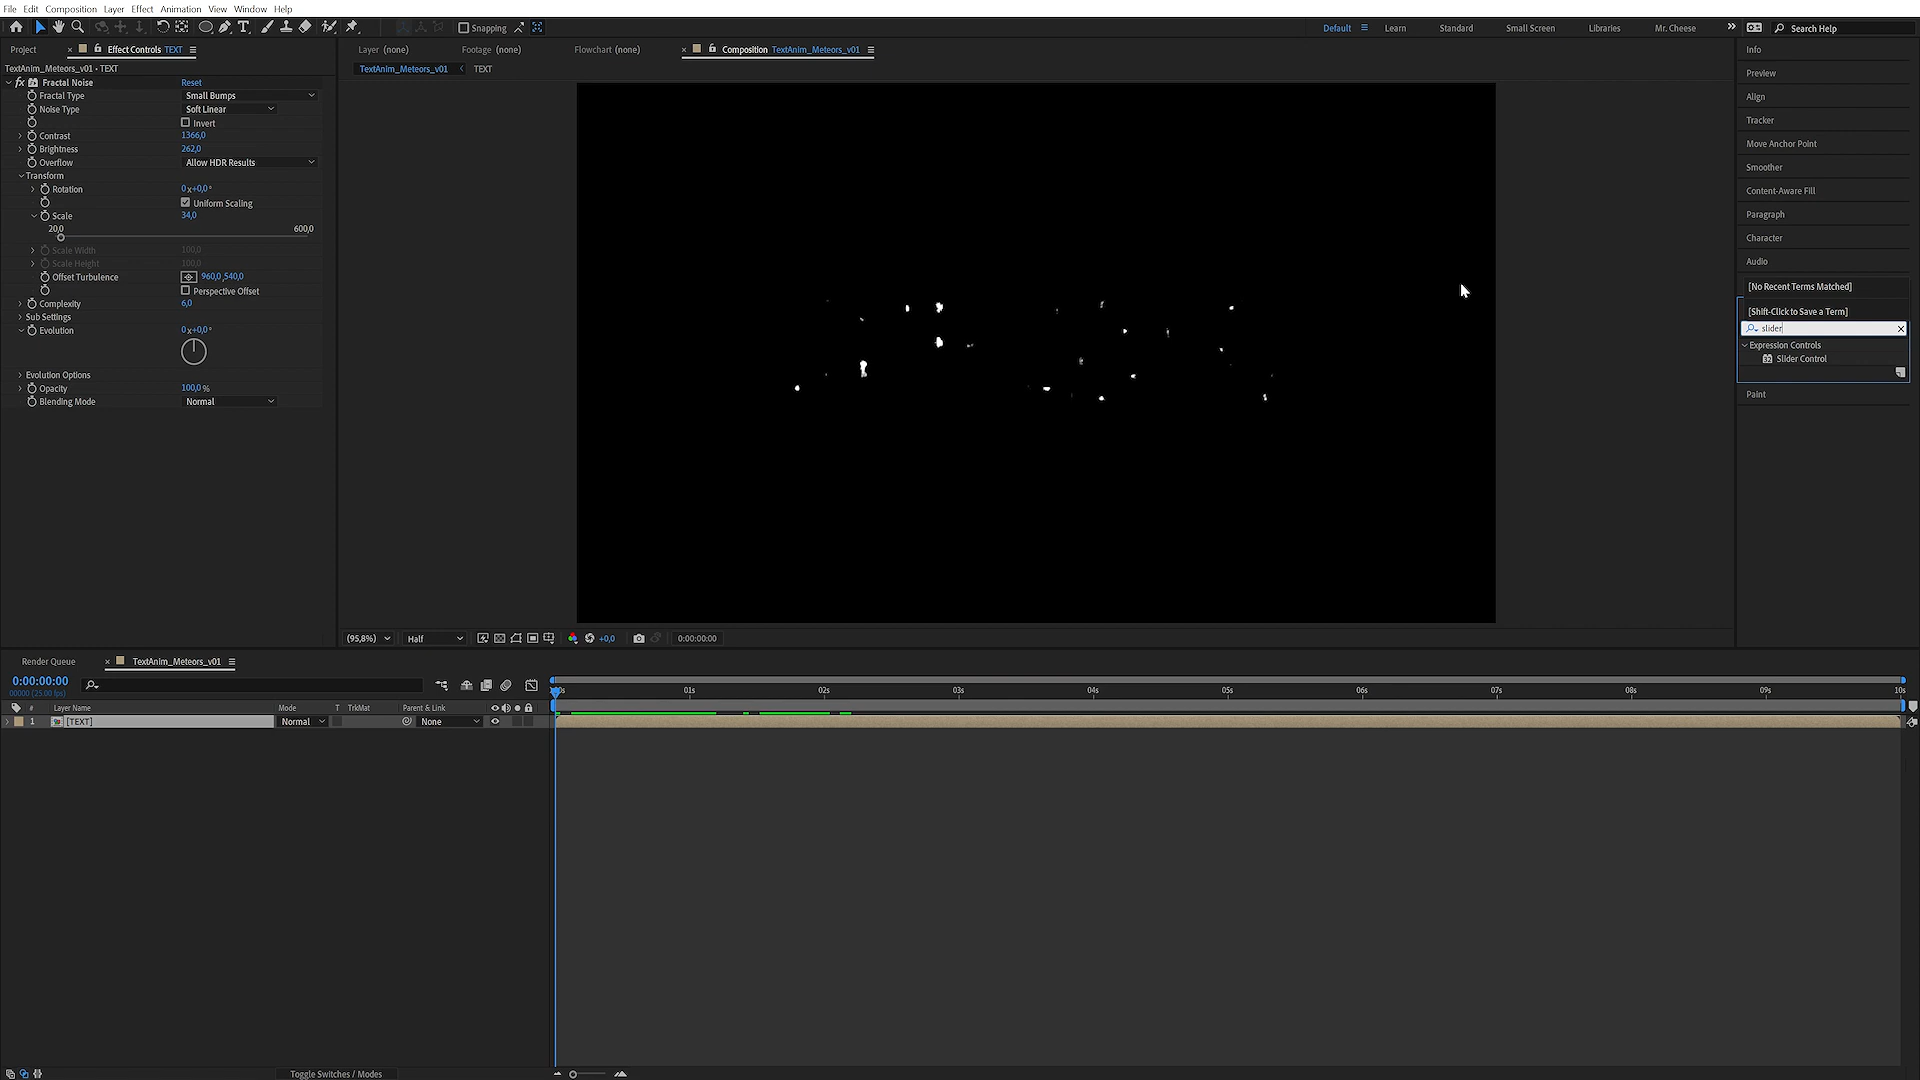 File Edit Composition Layer Effect Animation View Window Help
Snapping
Default Learn Standard Small Screen Libraries Mr. Cheese Search Help
Project Effect Controls TEXT
Layer (none) Footage (none) Flowchart (none) Composition TextAnim_Meteors_v01
TextAnim_Meteors_v01 • TEXT
TextAnim_Meteors_v01 TEXT
fx Fractal Noise Reset
Fractal Type Small Bumps
Noise Type Soft Linear
Invert
Contrast 1366,0
Brightness 262,0
Overflow Allow HDR Results
Transform
Rotation 0x+0,0°
Uniform Scaling
Scale 34,0
20,0 600,0
Scale Width 100,0
Scale Height 100,0
Offset Turbulence 960,0,540,0
Perspective Offset
Complexity 6,0
Sub Settings
Evolution 0x+0,0°
Evolution Options
Opacity 100,0 %
Blending Mode Normal
Info
Preview
Align
Tracker
Move Anchor Point
Smoother
Content-Aware Fill
Paragraph
Character
Audio
[No Recent Terms Matched]
[Shift-Click to Save a Term]
slider
Expression Controls
32 Slider Control
Paint
(95,8%) Half +0,0 0:00:00:00
Render Queue TextAnim_Meteors_v01
0:00:00:00
00000 (25.00 fps)
01s 02s 03s 04s 05s 06s 07s 08s 09s 10s
# Layer Name Mode T TrkMat Parent & Link
1 [TEXT] Normal None
Toggle Switches / Modes